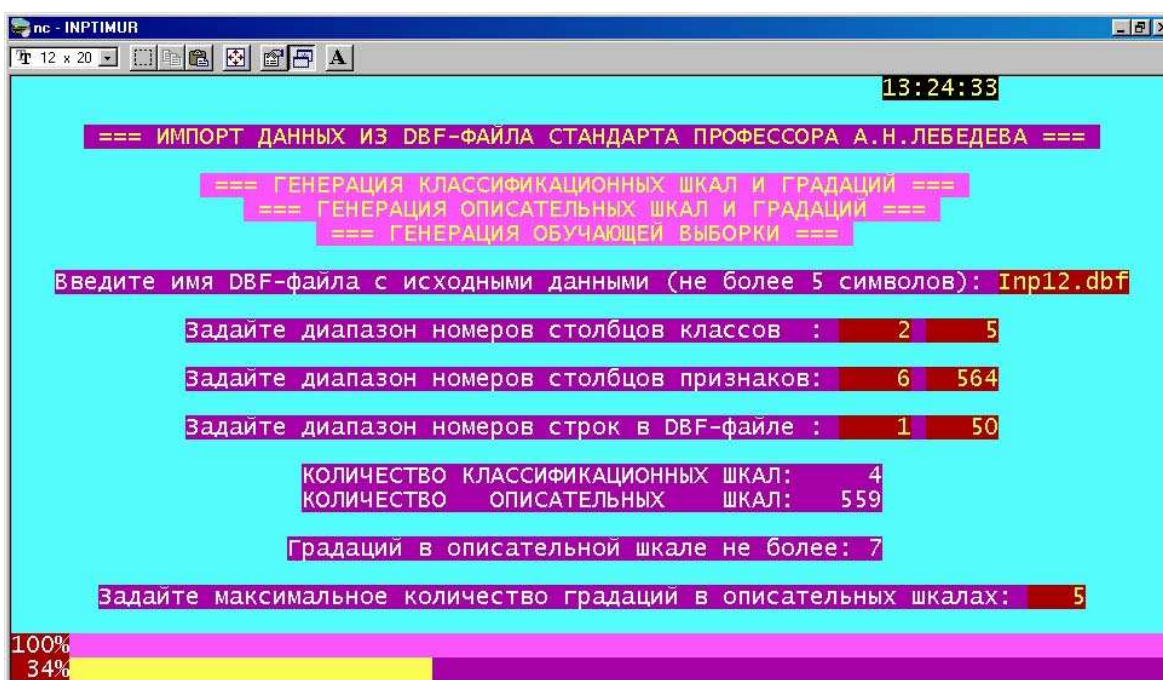 nc - INPTIMUR
Tr 12 x 20 A
13:24:33
=== ИМПОРТ ДАННЫХ ИЗ DBF-ФАЙЛА СТАНДАРТА ПРОФЕССОРА А.Н.ЛЕБЕДЕВА ===
=== ГЕНЕРАЦИЯ КЛАССИФИКАЦИОННЫХ ШКАЛ И ГРАДАЦИЙ ===
=== ГЕНЕРАЦИЯ ОПИСАТЕЛЬНЫХ ШКАЛ И ГРАДАЦИЙ ===
=== ГЕНЕРАЦИЯ ОБУЧАЮЩЕЙ ВЫБОРКИ ===
Введите имя DBF-файла с исходными данными (не более 5 символов): Inp12.dbf
Задайте диапазон номеров столбцов классов : 2 5
Задайте диапазон номеров столбцов признаков: 6 564
Задайте диапазон номеров строк в DBF-файле : 1 50
КОЛИЧЕСТВО КЛАССИФИКАЦИОННЫХ ШКАЛ: 4
КОЛИЧЕСТВО ОПИСАТЕЛЬНЫХ ШКАЛ: 559
Градаций в описательной шкале не более: 7
Задайте максимальное количество градаций в описательных шкалах: 5
100%
34%